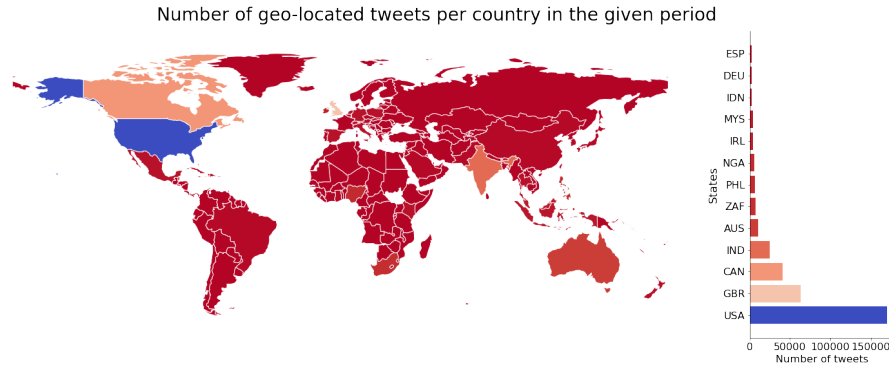 Number of geo-located tweets per country in the given period
ESP
DEU
IDN
MYS
IRL
NGA
PHL
ZAF
AUS
IND
CAN
GBR
USA
States
0 50000 100000 150000
Number of tweets